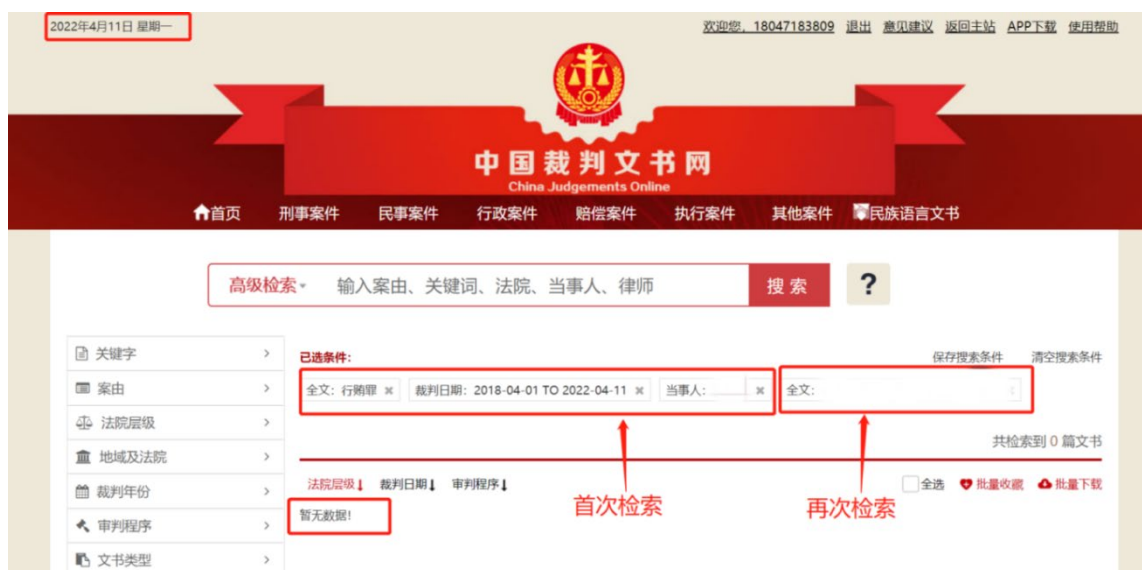 2022年4月11日 星期一
欢迎您，18047183809 退出 意见建议 返回主站 APP下载 使用帮助
中国裁判文书网
China Judgements Online
首页 刑事案件 民事案件 行政案件 赔偿案件 执行案件 其他案件 民族语言文书
高级检索 输入案由、关键词、法院、当事人、律师 搜索 ?
关键字
已选条件：
保存搜索条件 清空搜索条件
案由
全文：行贿罪 × 裁判日期：2018-04-01 TO 2022-04-11 × 当事人： × 全文：
法院层级
共检索到 0 篇文书
地域及法院
法院层级 裁判日期 审判程序
全选 批量收藏 批量下载
裁判年份
首次检索
再次检索
暂无数据!
审判程序
文书类型